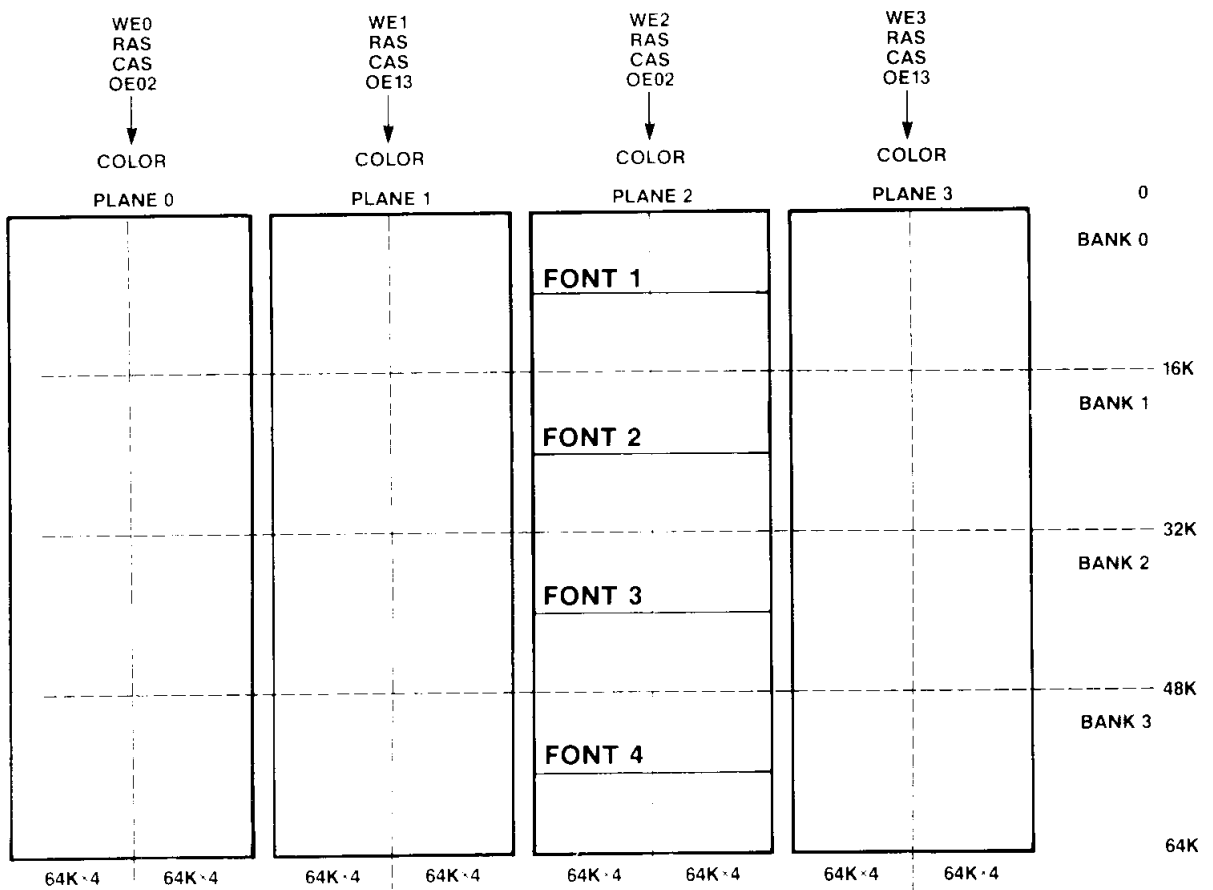 WE0 WE1 WE2 WE3
RAS RAS RAS RAS
CAS CAS CAS CAS
OE02 OE13 OE02 OE13
COLOR COLOR COLOR COLOR
PLANE 0 PLANE 1 PLANE 2 PLANE 3 0
BANK 0
FONT 1
16K
BANK 1
FONT 2
32K
BANK 2
FONT 3
48K
BANK 3
FONT 4
64K
64K×4 64K×4 64K×4 64K×4 64K×4 64K×4 64K×4 64K×4